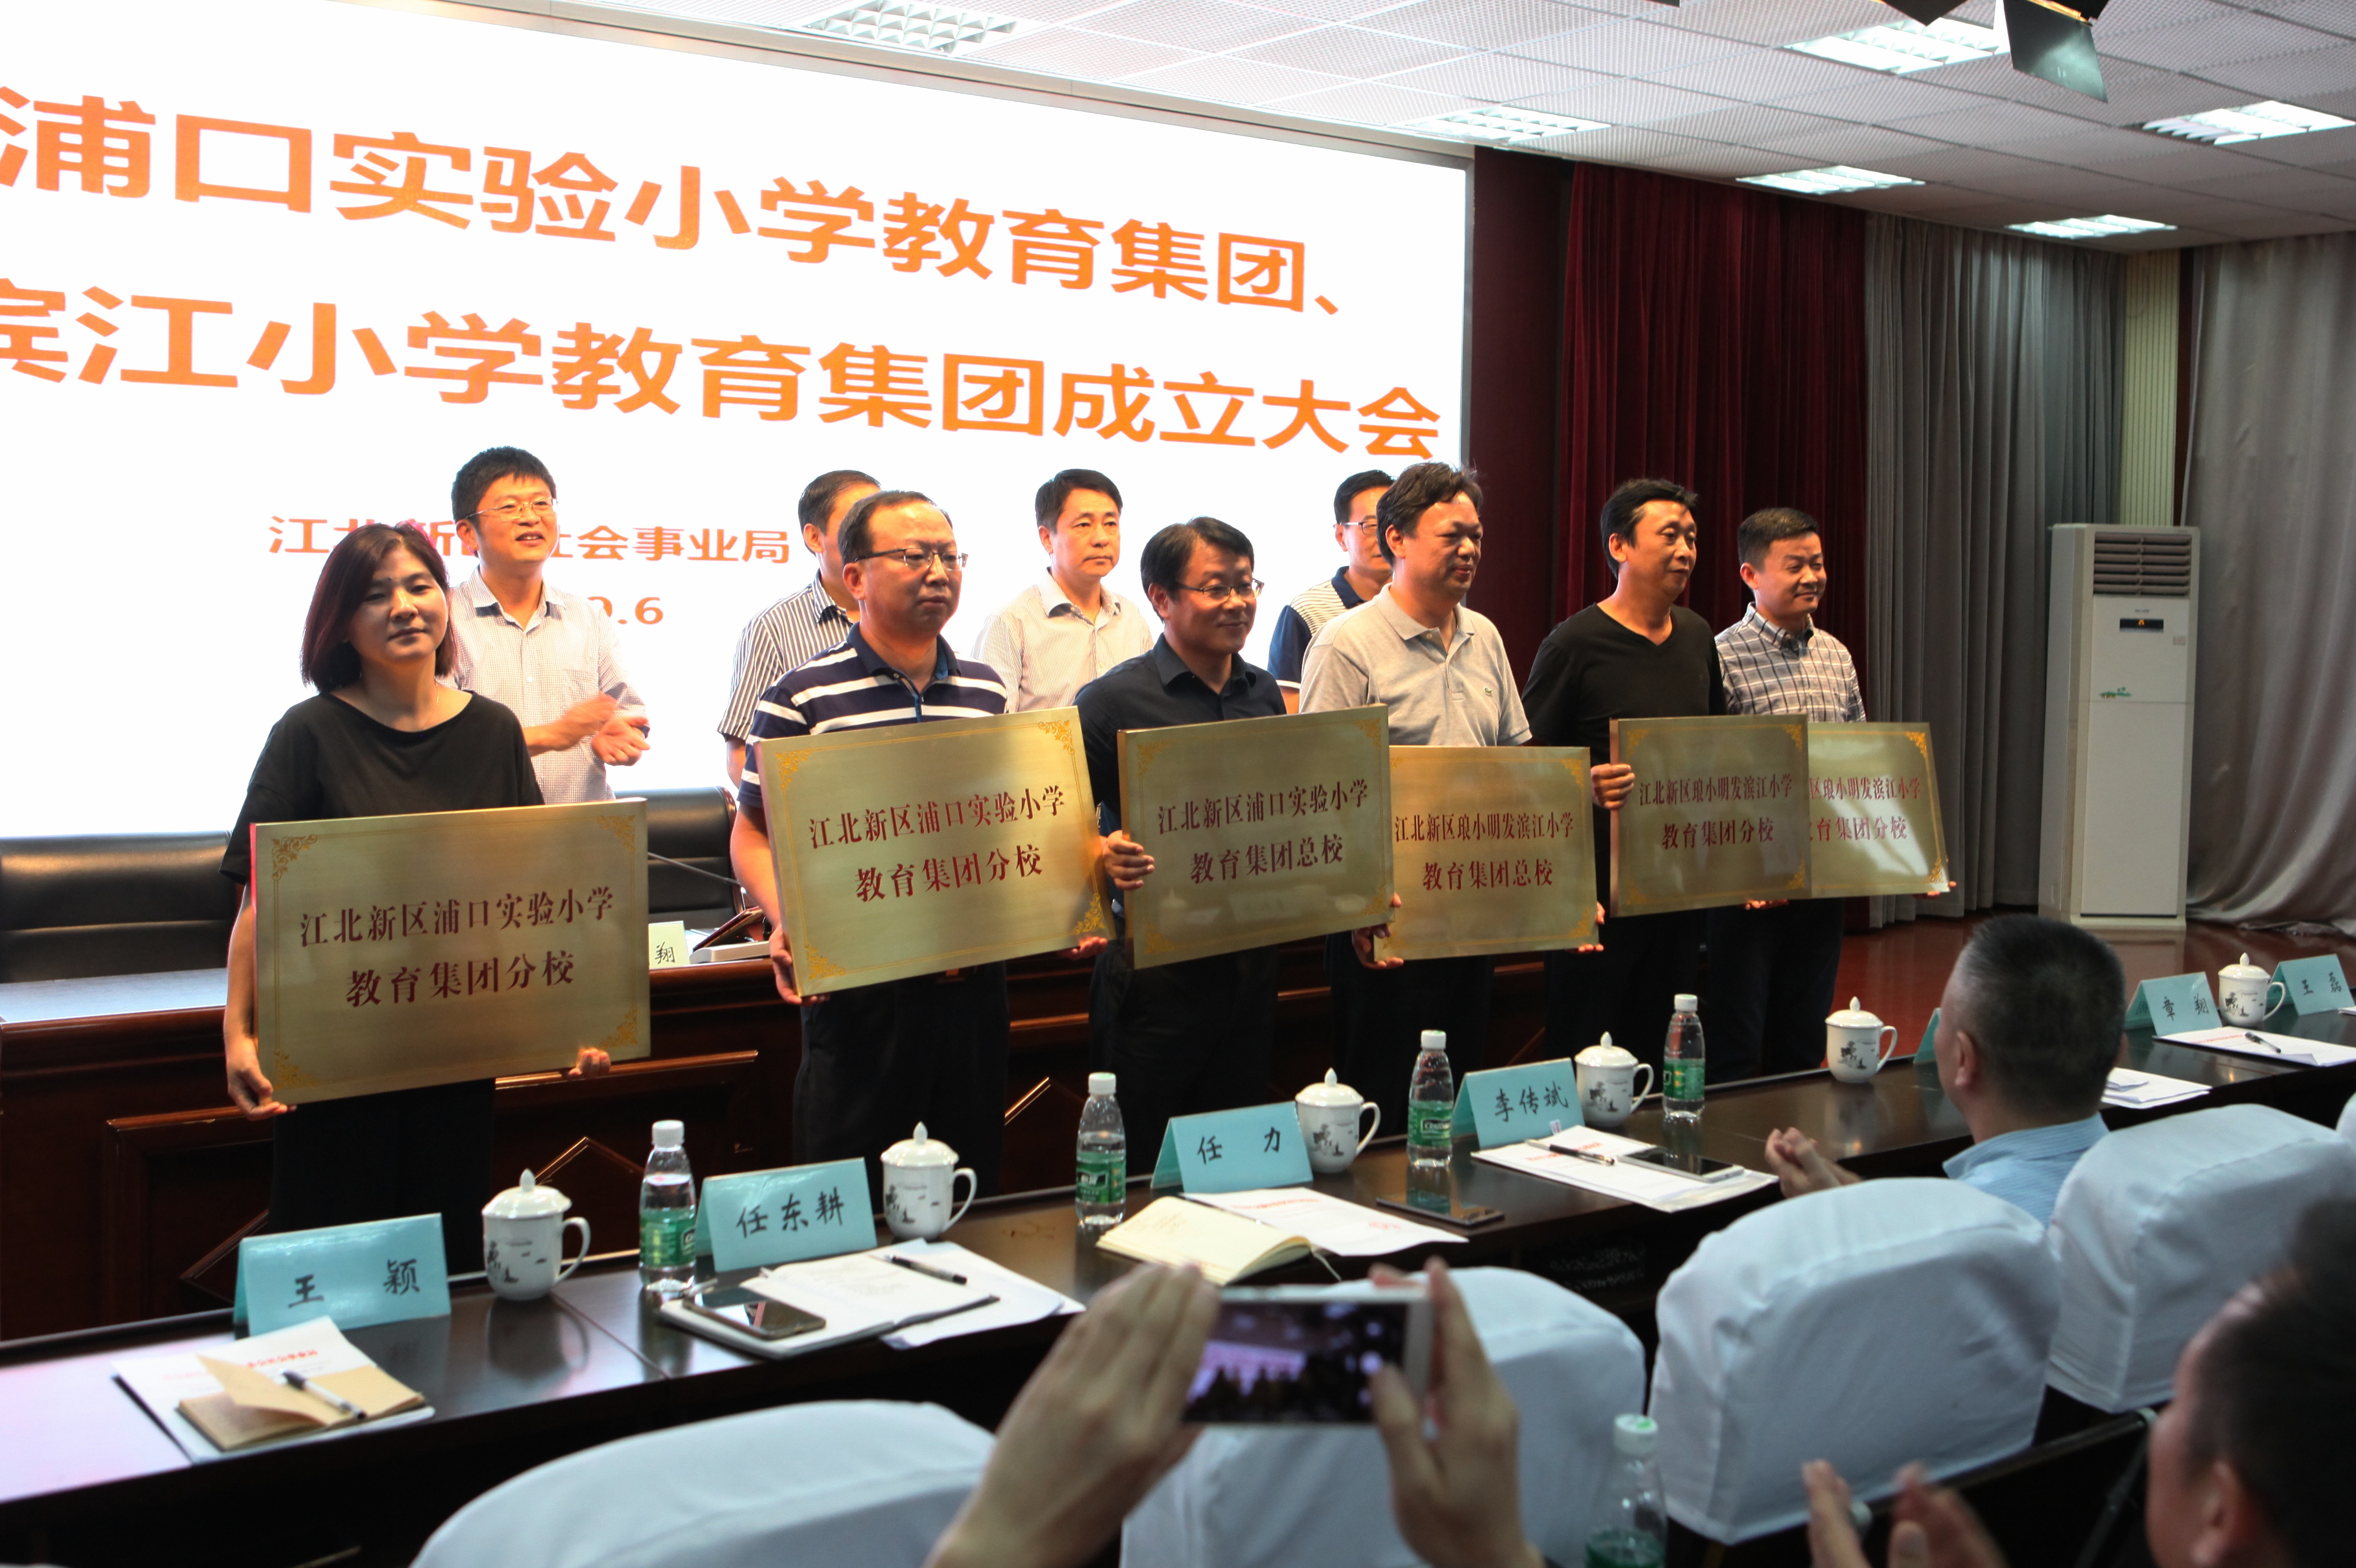 浦口实验小学教育集团、
滨江小学教育集团成立大会
江北新 社会事业局
9.6
江北新区浦口实验小学
教育集团分校
江北新区浦口实验小学
教育集团分校
江北新区浦口实验小学
教育集团总校
江北新区琅小明发滨江小学
教育集团总校
江北新区琅小明发滨江小学
教育集团分校
区琅小明发滨江小学
育集团分校
翔
王 颖
任东耕
任 力
李传斌
章 翔
王 磊